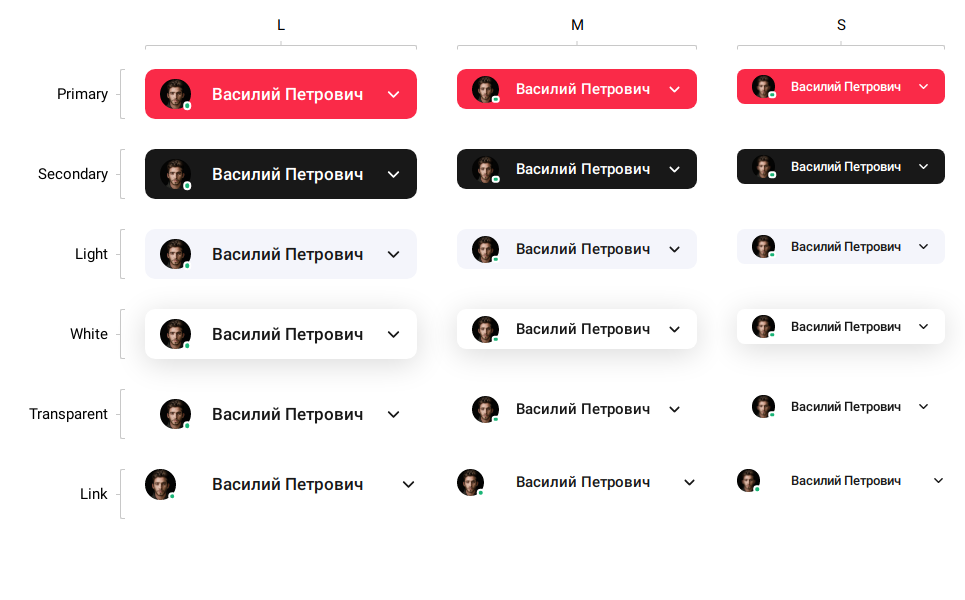 L M S
Primary Василий Петрович Василий Петрович Василий Петрович
Secondary Василий Петрович Василий Петрович Василий Петрович
Light Василий Петрович Василий Петрович Василий Петрович
White Василий Петрович Василий Петрович Василий Петрович
Transparent Василий Петрович Василий Петрович Василий Петрович
Link Василий Петрович Василий Петрович Василий Петрович